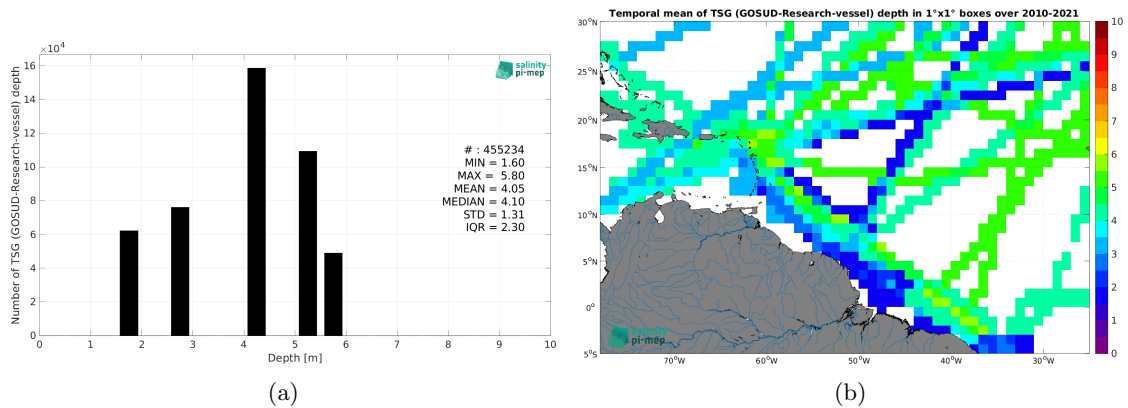 ×10⁴
16
14
12
10
8
6
4
2
0
Number of TSG (GOSUD-Research-vessel) depth
0 1 2 3 4 5 6 7 8 9 10
Depth [m]
salinity
pi-mep
# : 455234
MIN = 1.60
MAX = 5.80
MEAN = 4.05
MEDIAN = 4.10
STD = 1.31
IQR = 2.30
(a)
Temporal mean of TSG (GOSUD-Research-vessel) depth in 1°x1° boxes over 2010-2021
30°N
25°N
20°N
15°N
10°N
5°N
0°
5°S
70°W 60°W 50°W 40°W 30°W
salinity
pi-mep
10
9
8
7
6
5
4
3
2
1
0
(b)